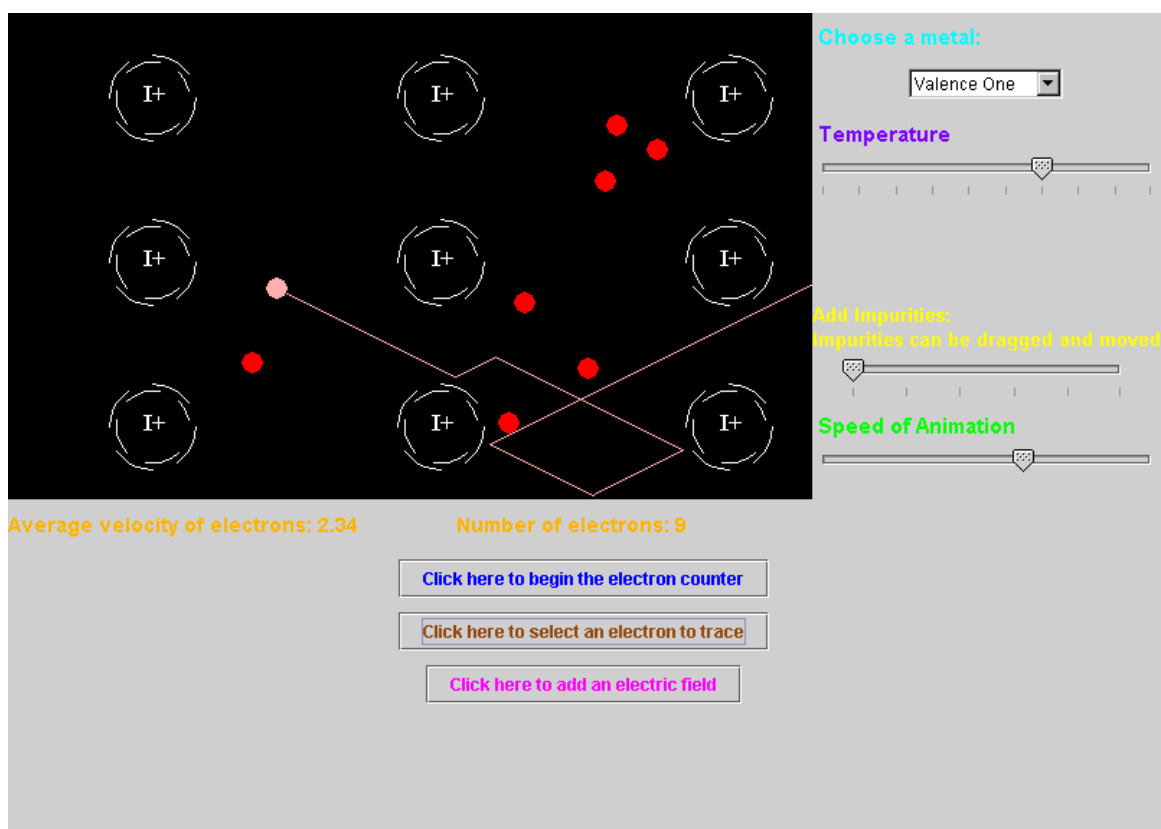 I+ I+ I+
I+ I+ I+
I+ I+ I+
Choose a metal:
Valence One
Temperature
Add Impurities:
Impurities can be dragged and moved
Speed of Animation
Average velocity of electrons: 2.34
Number of electrons: 9
Click here to begin the electron counter
Click here to select an electron to trace
Click here to add an electric field